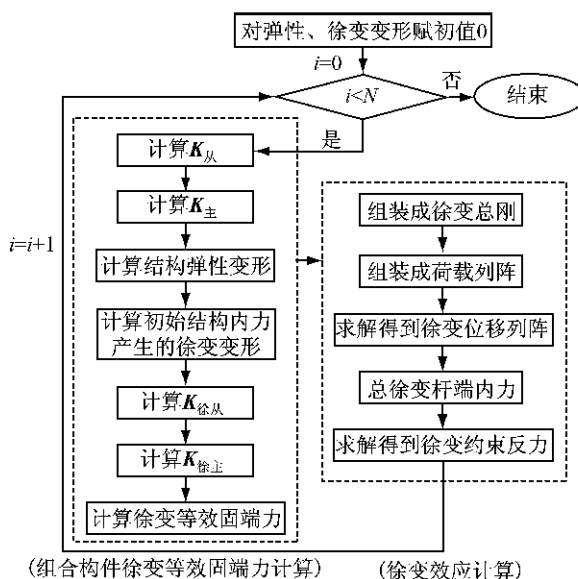 对弹性、徐变变形赋初值0
i=0
i<N
否
结束
是
计算K从
计算K主
计算结构弹性变形
计算初始结构内力
产生的徐变变形
计算K徐从
计算K徐主
计算徐变等效固端力
i=i+1
组装成徐变总刚
组装成荷载列阵
求解得到徐变位移列阵
总徐变杆端内力
求解得到徐变约束反力
(组合构件徐变等效固端力计算)
(徐变效应计算)